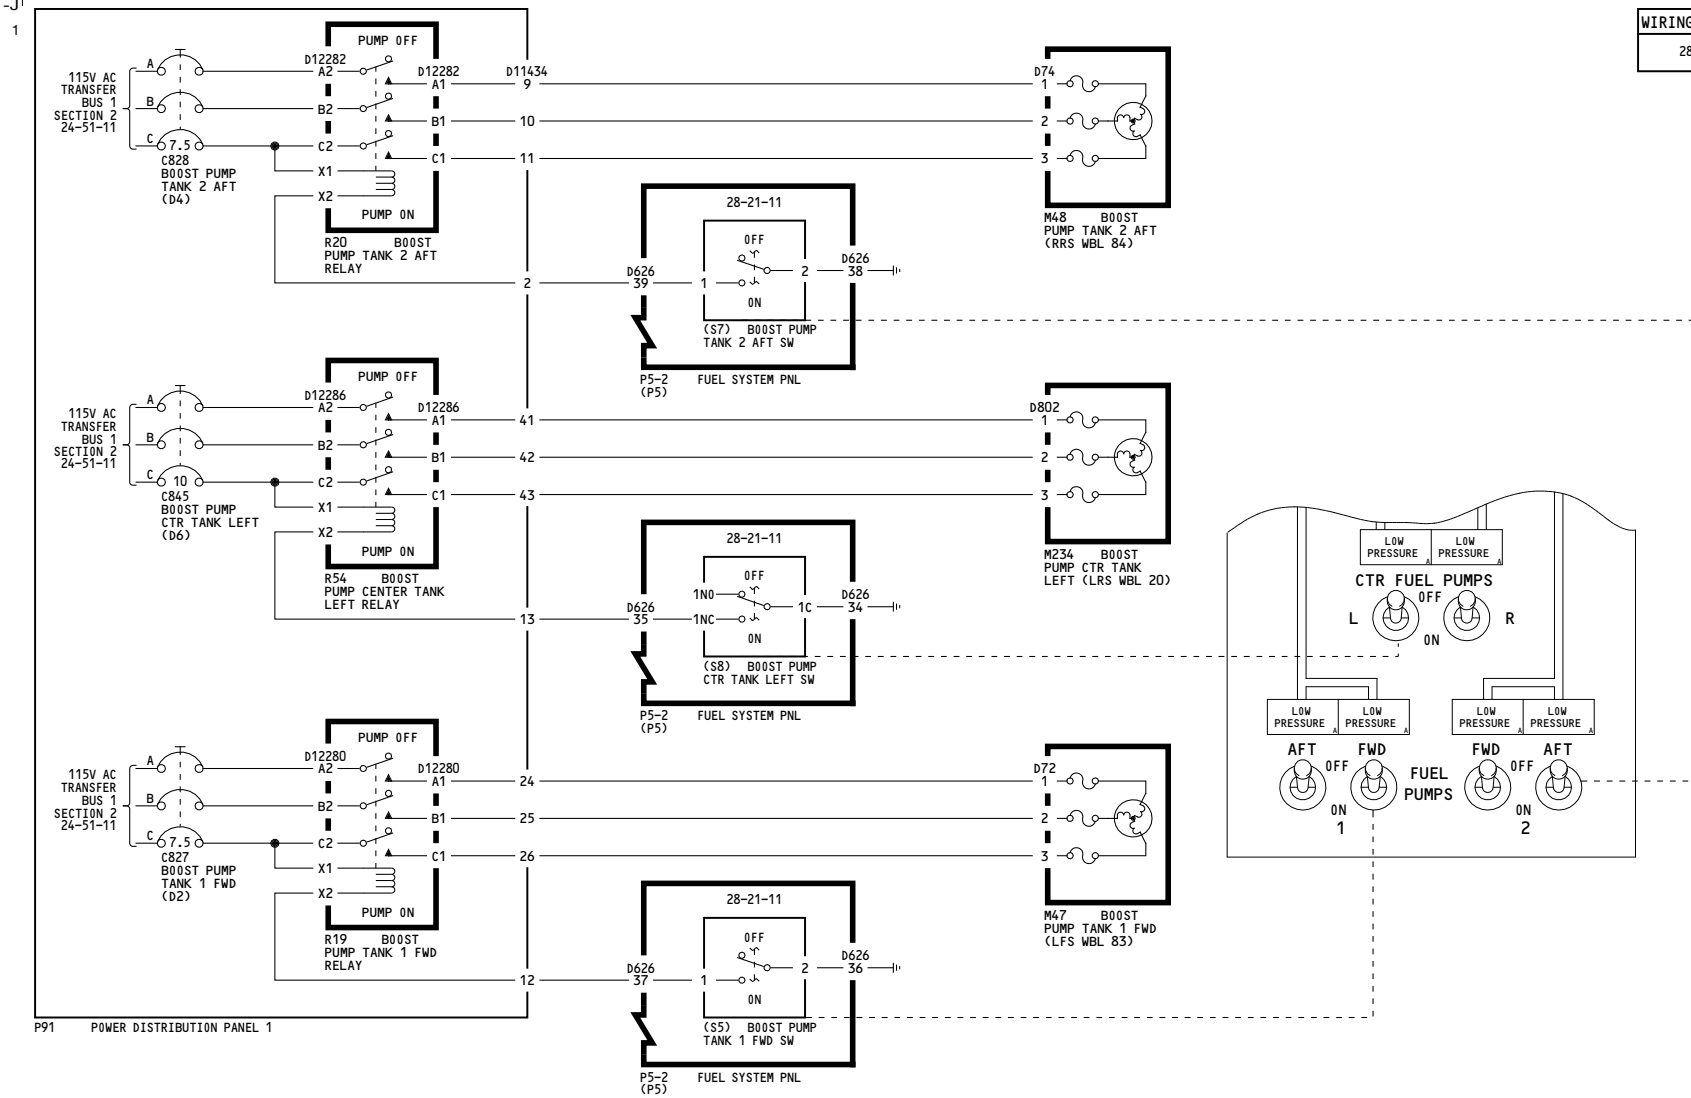 1
WIRING
28
PUMP OFF
D12282
A2
D12282
A1
D11434
9
D74
1
A
B
C
7.5
115V AC
TRANSFER
BUS 1
SECTION 2
24-51-11
B2
B1
10
2
C2
C1
11
3
C828
BOOST PUMP
TANK 2 AFT
(D4)
X1
X2
PUMP ON
R20 BOOST
PUMP TANK 2 AFT
RELAY
M48 BOOST
PUMP TANK 2 AFT
(RRS WBL 84)
28-21-11
OFF
2
D626
38
2
D626
39
1
ON
(S7) BOOST PUMP
TANK 2 AFT SW
P5-2
(P5)
FUEL SYSTEM PNL
PUMP OFF
D12286
A2
D12286
A1
41
D802
1
A
B
C
10
115V AC
TRANSFER
BUS 1
SECTION 2
24-51-11
B2
B1
42
2
C2
C1
43
3
C845
BOOST PUMP
CTR TANK LEFT
(D6)
X1
X2
PUMP ON
R54 BOOST
PUMP CENTER TANK
LEFT RELAY
M234 BOOST
PUMP CTR TANK
LEFT (LRS WBL 20)
28-21-11
OFF
1NO
1C
D626
34
13
D626
35
1NC
ON
(S8) BOOST PUMP
CTR TANK LEFT SW
P5-2
(P5)
FUEL SYSTEM PNL
LOW
PRESSURE
A
LOW
PRESSURE
A
CTR FUEL PUMPS
OFF
L
R
ON
LOW
PRESSURE
A
LOW
PRESSURE
A
LOW
PRESSURE
A
LOW
PRESSURE
A
AFT
FWD
FWD
AFT
OFF
FUEL
PUMPS
OFF
ON
1
ON
2
PUMP OFF
D12280
A2
D12280
A1
24
D72
1
A
B
C
7.5
115V AC
TRANSFER
BUS 1
SECTION 2
24-51-11
B2
B1
25
2
C2
C1
26
3
C827
BOOST PUMP
TANK 1 FWD
(D2)
X1
X2
PUMP ON
R19 BOOST
PUMP TANK 1 FWD
RELAY
M47 BOOST
PUMP TANK 1 FWD
(LFS WBL 83)
28-21-11
OFF
2
D626
36
12
D626
37
1
ON
(S5) BOOST PUMP
TANK 1 FWD SW
P5-2
(P5)
FUEL SYSTEM PNL
P91 POWER DISTRIBUTION PANEL 1